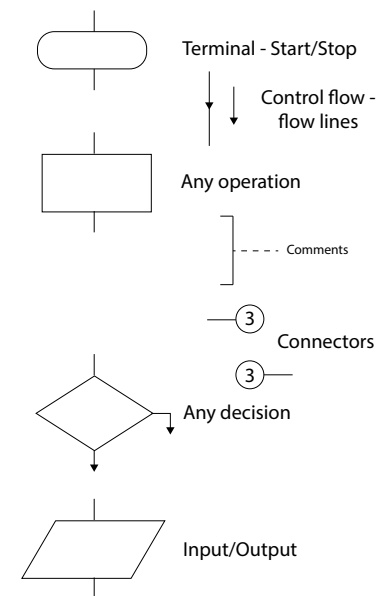 Terminal - Start/Stop
Control flow -
flow lines
Any operation
Comments
3
Connectors
3
Any decision
Input/Output